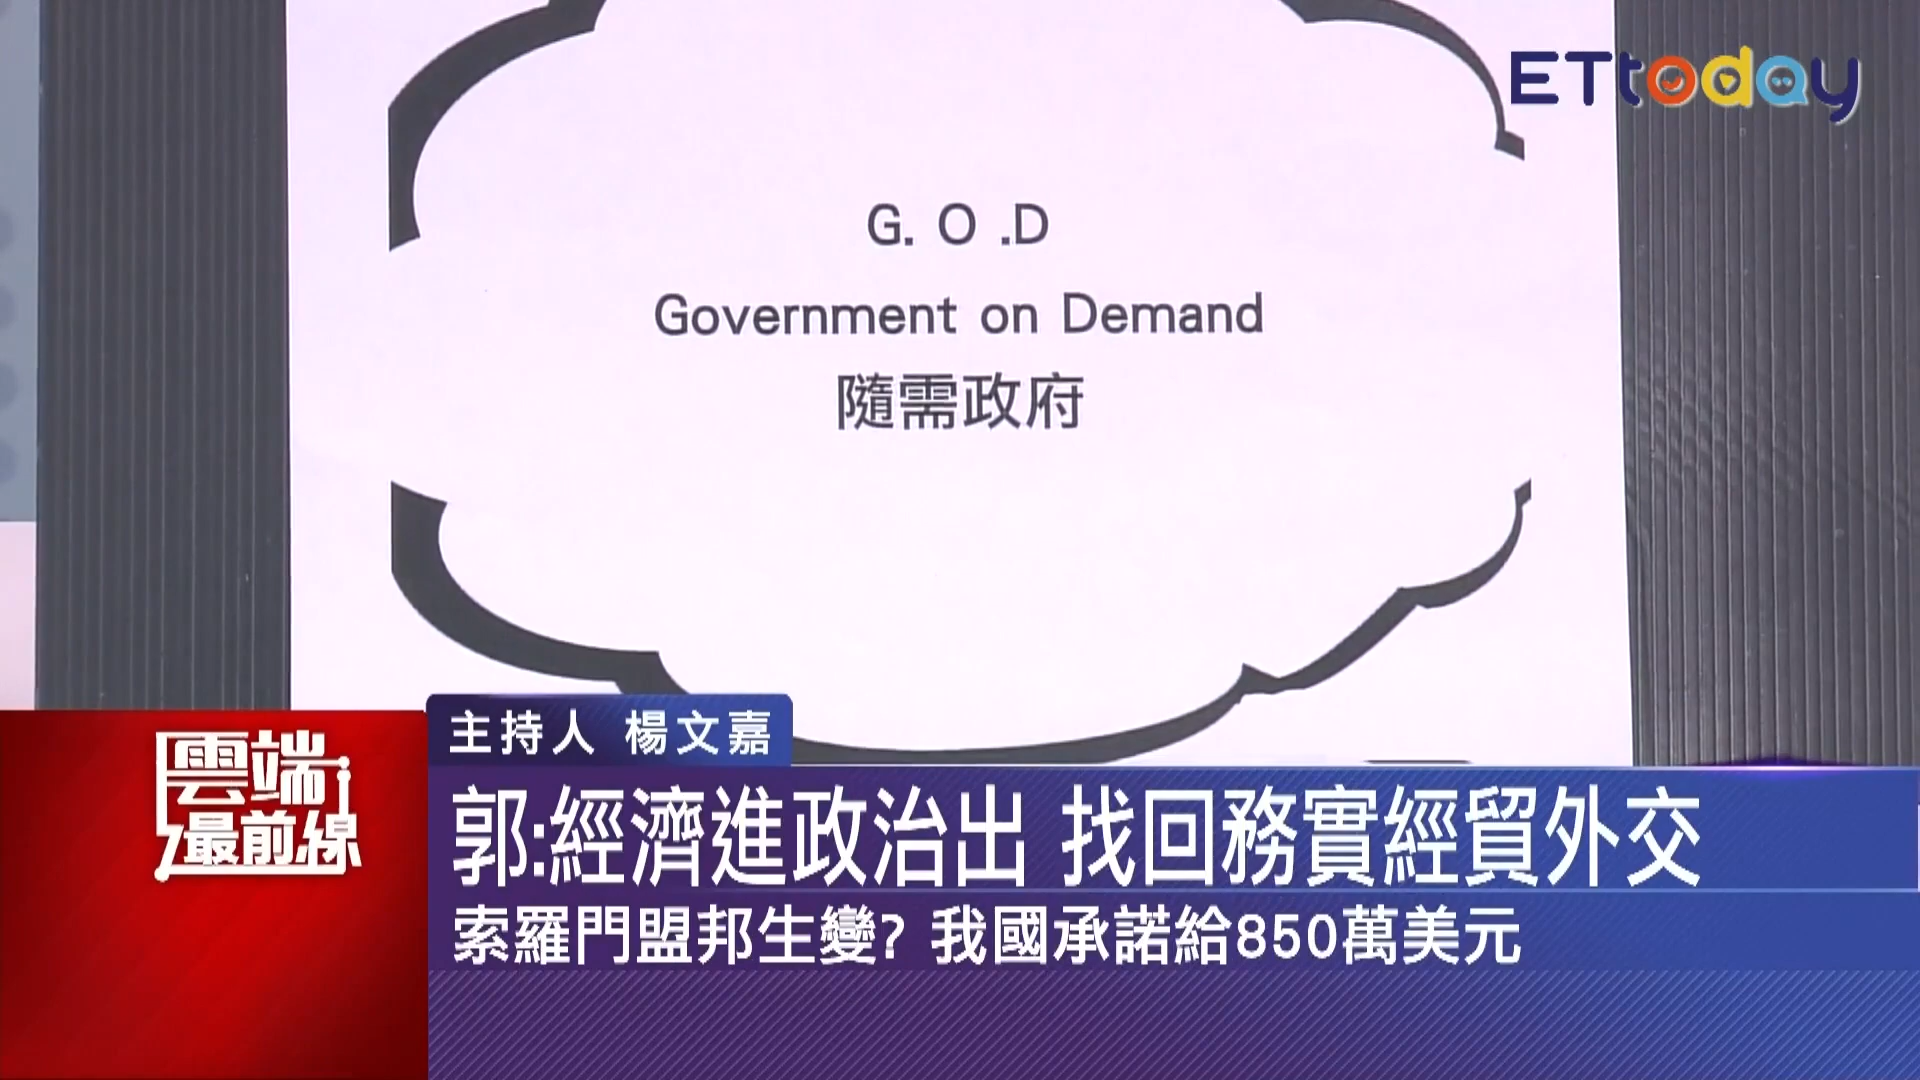 ETtoday
G. O .D
Government on Demand
隨需政府
主持人 楊文嘉
雲端
最前線
郭:經濟進政治出 找回務實經貿外交
索羅門盟邦生變? 我國承諾給850萬美元